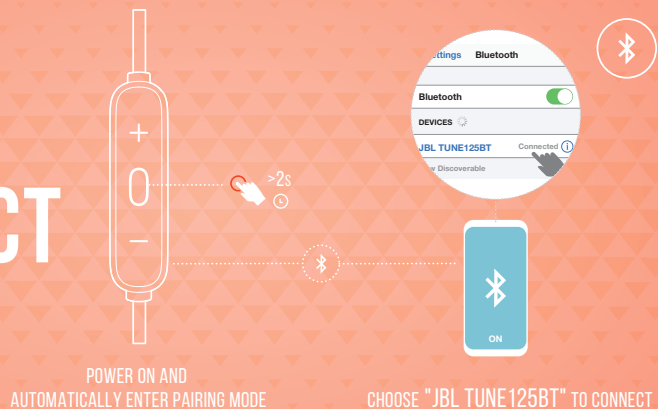 ttings Bluetooth
Bluetooth
DEVICES
JBL TUNE125BT Connected
w Discoverable
+
>2s
CT
−
ON
POWER ON AND
AUTOMATICALLY ENTER PAIRING MODE
CHOOSE "JBL TUNE125BT" TO CONNECT